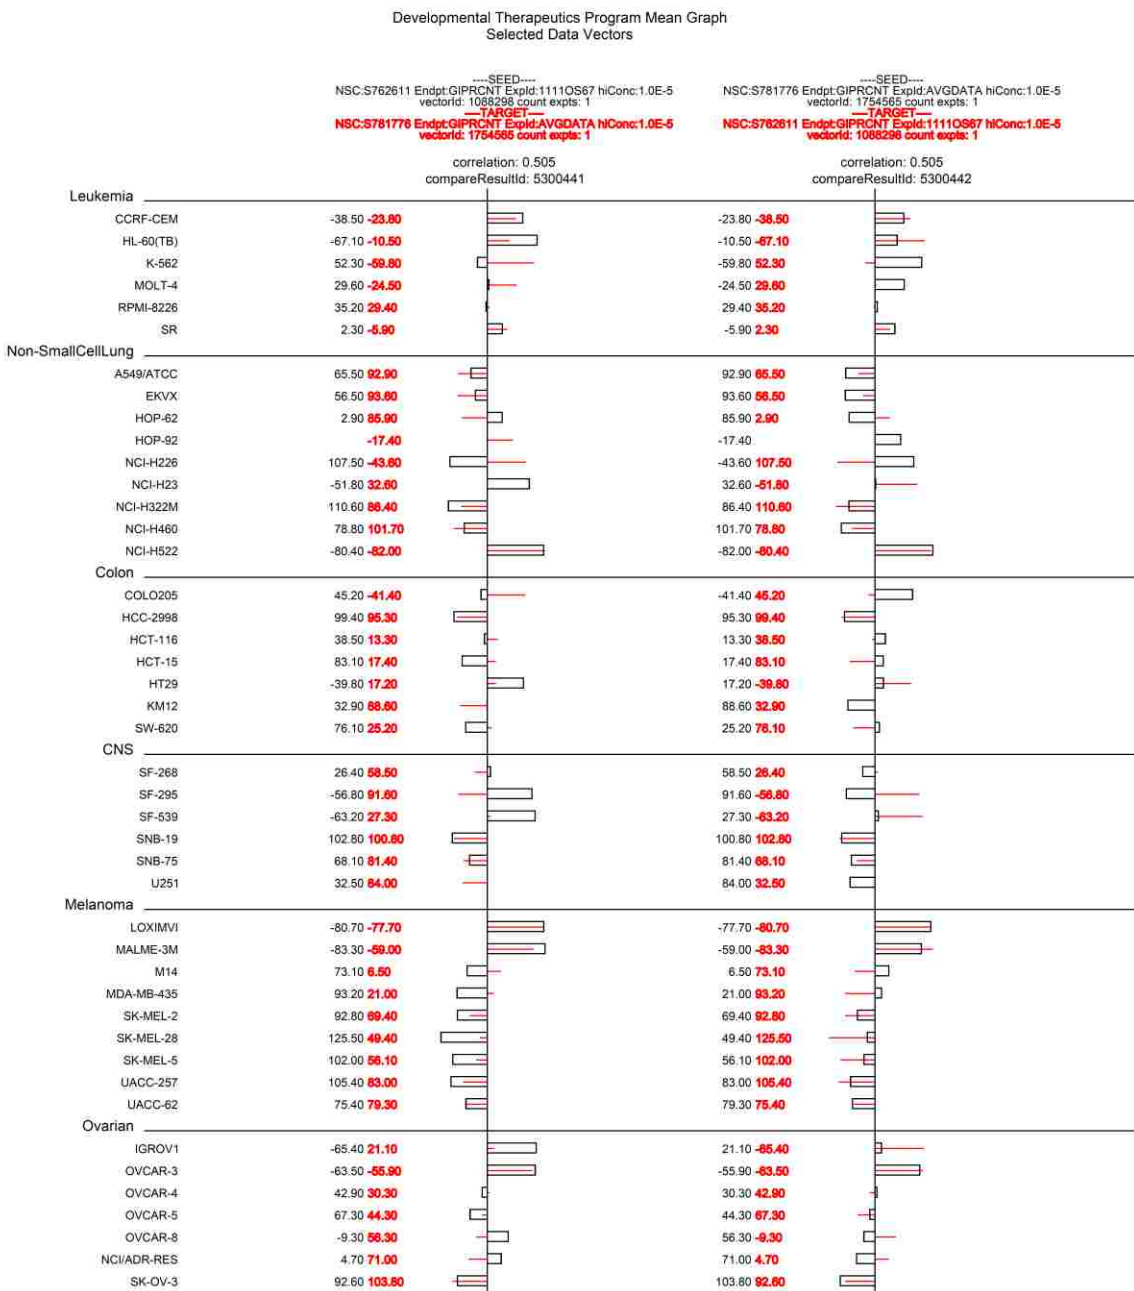 Developmental Therapeutics Program Mean Graph
Selected Data Vectors
----SEED---- ----SEED----
NSC:S762611 Endpt:GIPRCNT ExpId:1111OS67 hiConc:1.0E-5 NSC:S781776 Endpt:GIPRCNT ExpId:AVGDATA hiConc:1.0E-5
vectorId: 1088298 count expts: 1 vectorId: 1754565 count expts: 1
----TARGET---- ----TARGET----
NSC:S781776 Endpt:GIPRCNT ExpId:AVGDATA hiConc:1.0E-5 NSC:S762611 Endpt:GIPRCNT ExpId:1111OS67 hiConc:1.0E-5
vectorId: 1754565 count expts: 1 vectorId: 1088298 count expts: 1
correlation: 0.505 correlation: 0.505
compareResultId: 5300441 compareResultId: 5300442
Leukemia
CCRF-CEM -38.50 -23.80 -23.80 -38.50
HL-60(TB) -67.10 -10.50 -10.50 -67.10
K-562 52.30 -59.80 -59.80 52.30
MOLT-4 29.60 -24.50 -24.50 29.60
RPMI-8226 35.20 29.40 29.40 35.20
SR 2.30 -5.90 -5.90 2.30
Non-SmallCellLung
A549/ATCC 65.50 92.90 92.90 65.50
EKVX 56.50 93.60 93.60 56.50
HOP-62 2.90 85.90 85.90 2.90
HOP-92 -17.40 -17.40
NCI-H226 107.50 -43.60 -43.60 107.50
NCI-H23 -51.80 32.60 32.60 -51.80
NCI-H322M 110.60 86.40 86.40 110.60
NCI-H460 78.80 101.70 101.70 78.80
NCI-H522 -80.40 -82.00 -82.00 -80.40
Colon
COLO205 45.20 -41.40 -41.40 45.20
HCC-2998 99.40 95.30 95.30 99.40
HCT-116 38.50 13.30 13.30 38.50
HCT-15 83.10 17.40 17.40 83.10
HT29 -39.80 17.20 17.20 -39.80
KM12 32.90 88.60 88.60 32.90
SW-620 76.10 25.20 25.20 76.10
CNS
SF-268 26.40 58.50 58.50 26.40
SF-295 -56.80 91.60 91.60 -56.80
SF-539 -63.20 27.30 27.30 -63.20
SNB-19 102.80 100.80 100.80 102.80
SNB-75 68.10 81.40 81.40 68.10
U251 32.50 84.00 84.00 32.50
Melanoma
LOXIMVI -80.70 -77.70 -77.70 -80.70
MALME-3M -83.30 -59.00 -59.00 -83.30
M14 73.10 6.50 6.50 73.10
MDA-MB-435 93.20 21.00 21.00 93.20
SK-MEL-2 92.80 69.40 69.40 92.80
SK-MEL-28 125.50 49.40 49.40 125.50
SK-MEL-5 102.00 56.10 56.10 102.00
UACC-257 105.40 83.00 83.00 105.40
UACC-62 75.40 79.30 79.30 75.40
Ovarian
IGROV1 -65.40 21.10 21.10 -65.40
OVCAR-3 -63.50 -55.90 -55.90 -63.50
OVCAR-4 42.90 30.30 30.30 42.90
OVCAR-5 67.30 44.30 44.30 67.30
OVCAR-8 -9.30 56.30 56.30 -9.30
NCI/ADR-RES 4.70 71.00 71.00 4.70
SK-OV-3 92.60 103.80 103.80 92.60